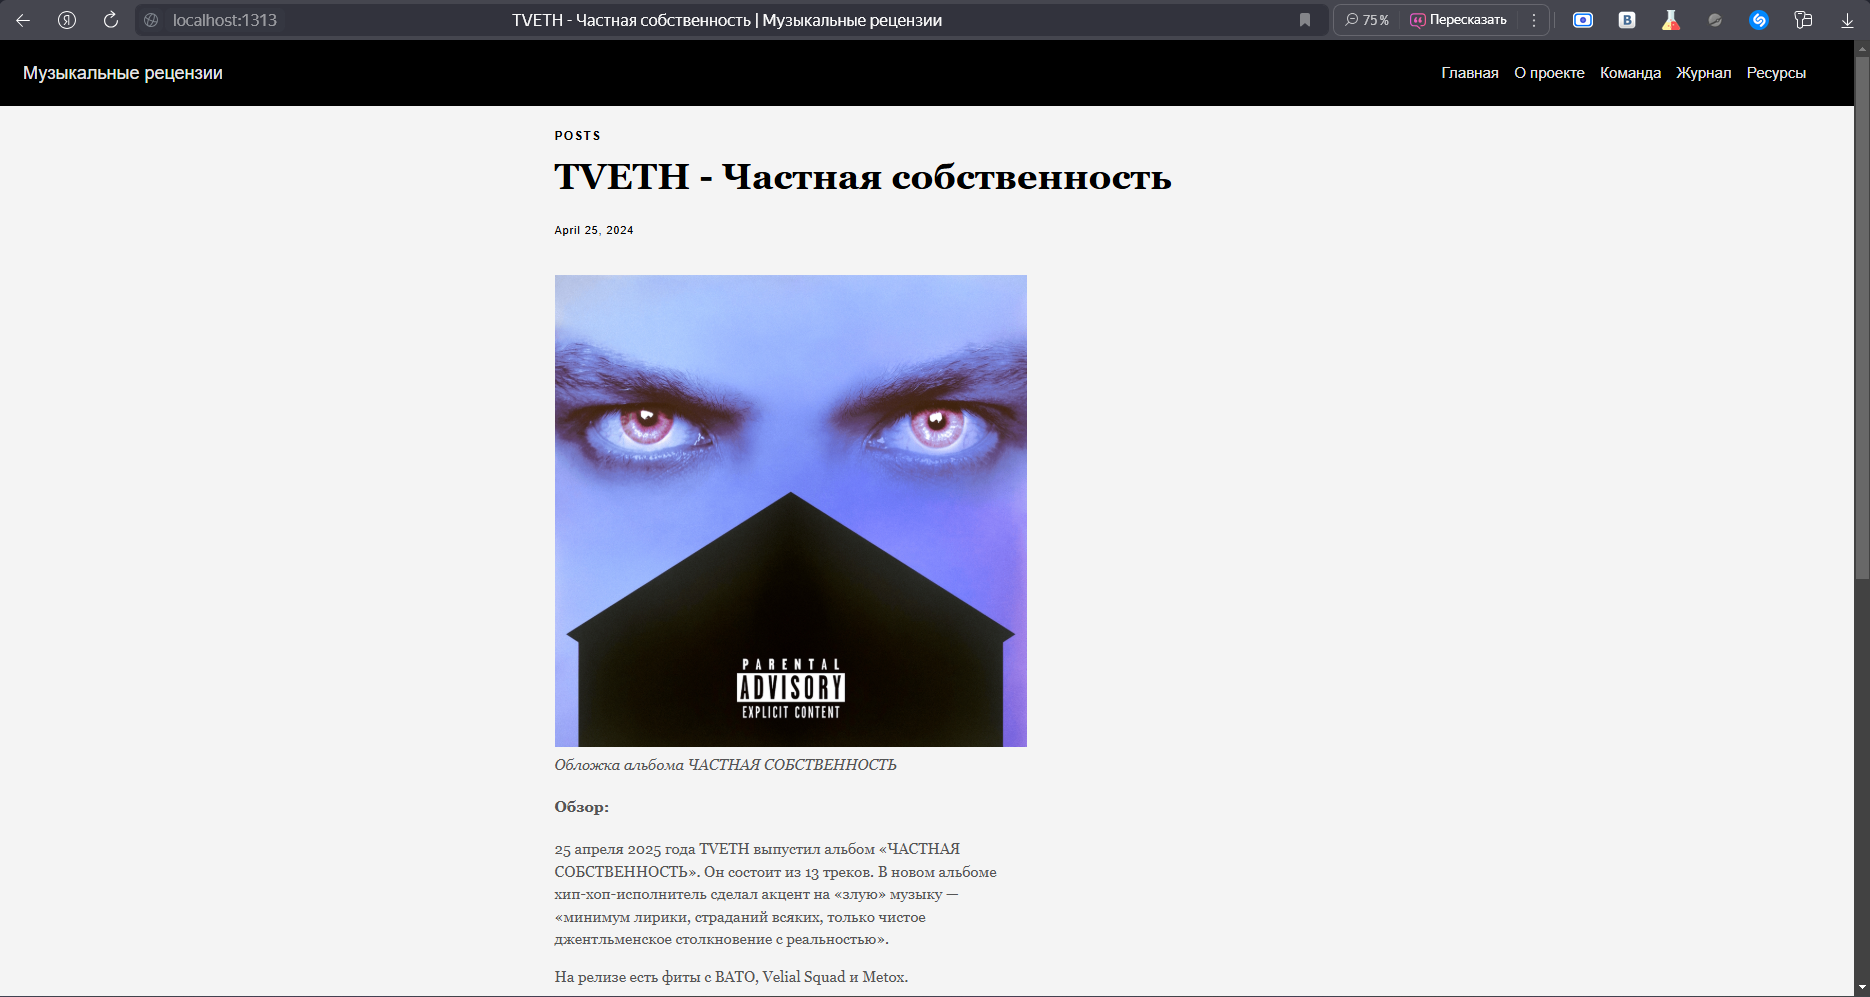 localhost:1313
TVETH - Частная собственность | Музыкальные рецензии
75%
Пересказать
Музыкальные рецензии
Главная
О проекте
Команда
Журнал
Ресурсы
POSTS
TVETH - Частная собственность
April 25, 2024
PARENTAL
ADVISORY
EXPLICIT CONTENT
Обложка альбома ЧАСТНАЯ СОБСТВЕННОСТЬ
Обзор:
25 апреля 2025 года TVETH выпустил альбом «ЧАСТНАЯ
СОБСТВЕННОСТЬ». Он состоит из 13 треков. В новом альбоме
хип-хоп-исполнитель сделал акцент на «злую» музыку —
«минимум лирики, страданий всяких, только чистое
джентльменское столкновение с реальностью».
На релизе есть фиты с BATO, Velial Squad и Metox.